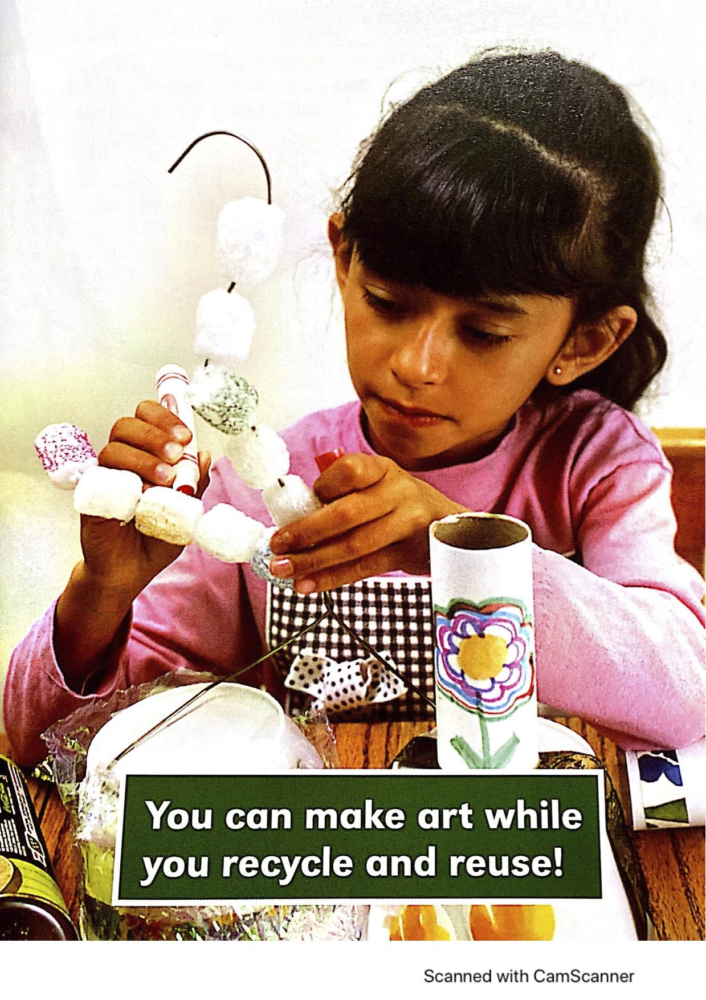 You can make art while
you recycle and reuse!
Scanned with CamScanner